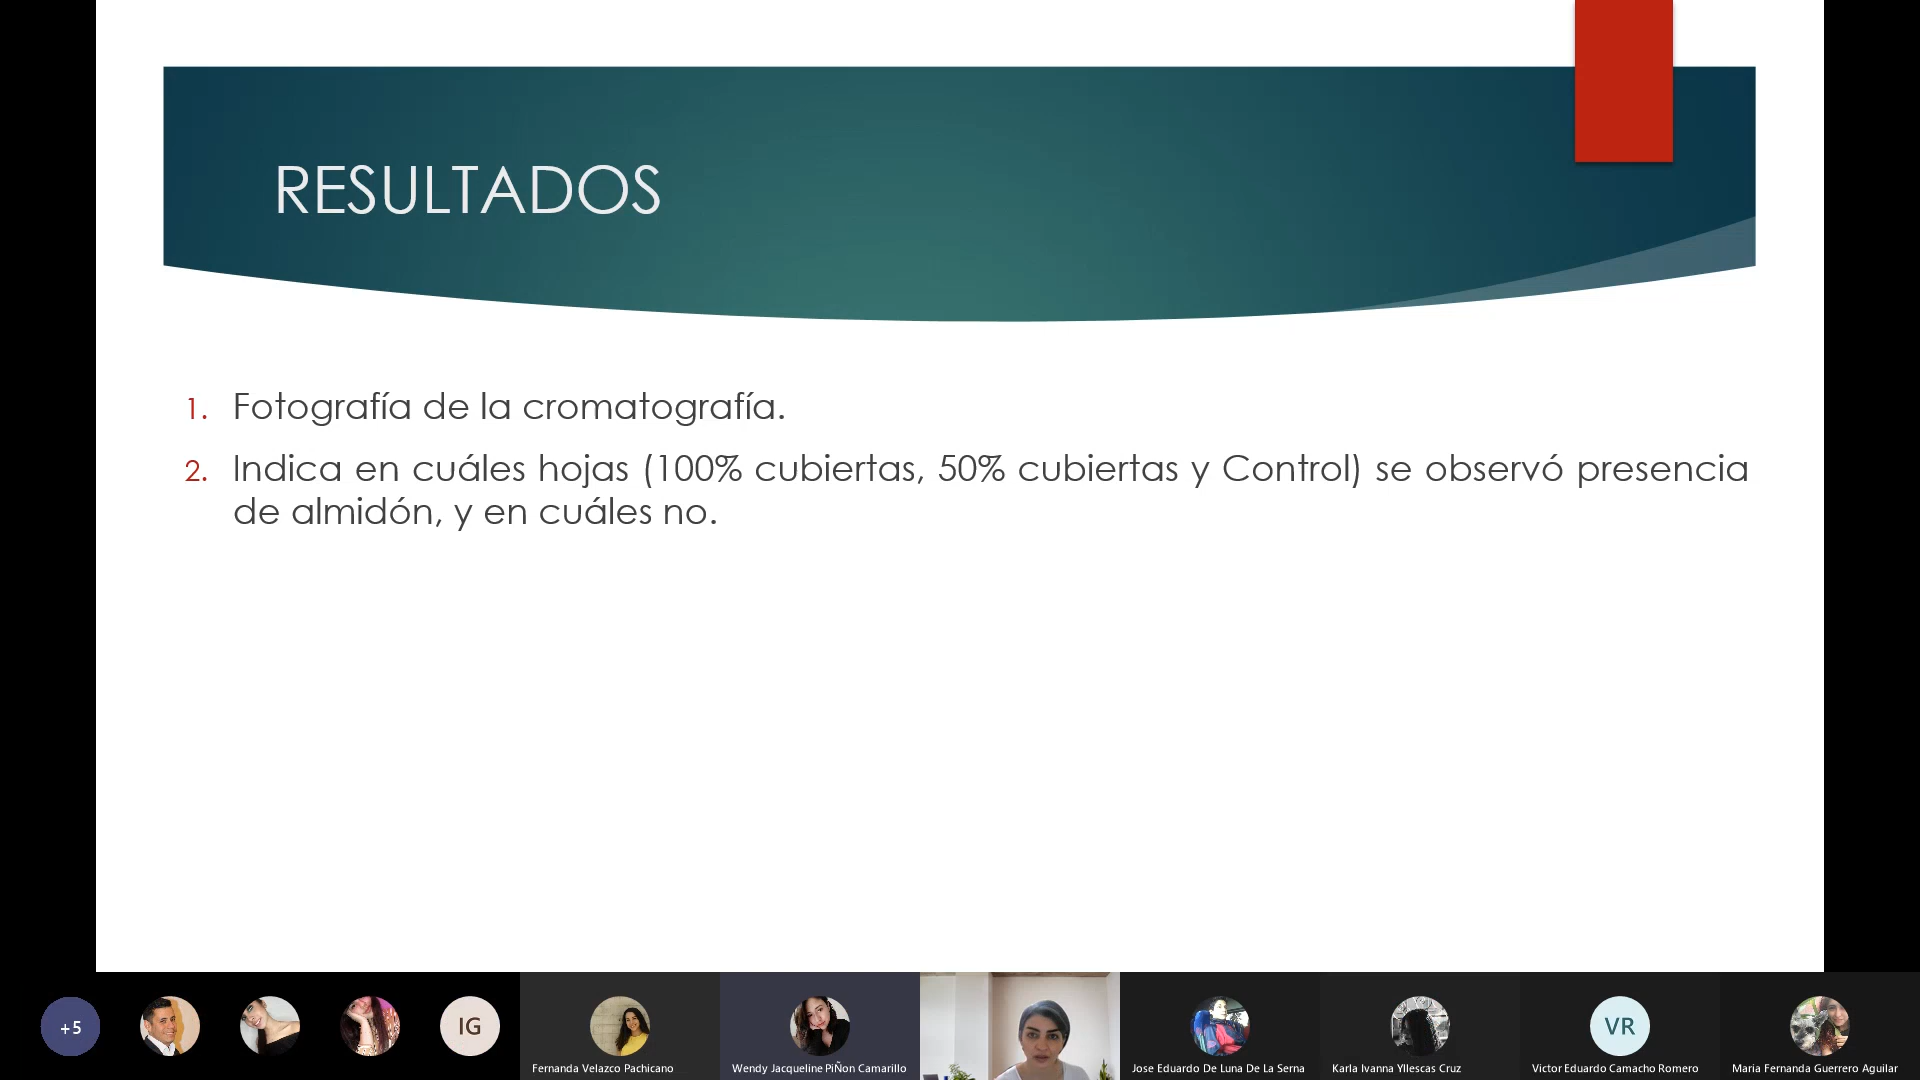 RESULTADOS
1. Fotografía de la cromatografía.
2. Indica en cuáles hojas (100% cubiertas, 50% cubiertas y Control) se observó presencia
de almidón, y en cuáles no.
+5
IG
VR
Fernanda Velazco Pachicano
Wendy Jacqueline PiÑon Camarillo
Jose Eduardo De Luna De La Serna
Karla Ivanna Yllescas Cruz
Victor Eduardo Camacho Romero
Maria Fernanda Guerrero Aguilar